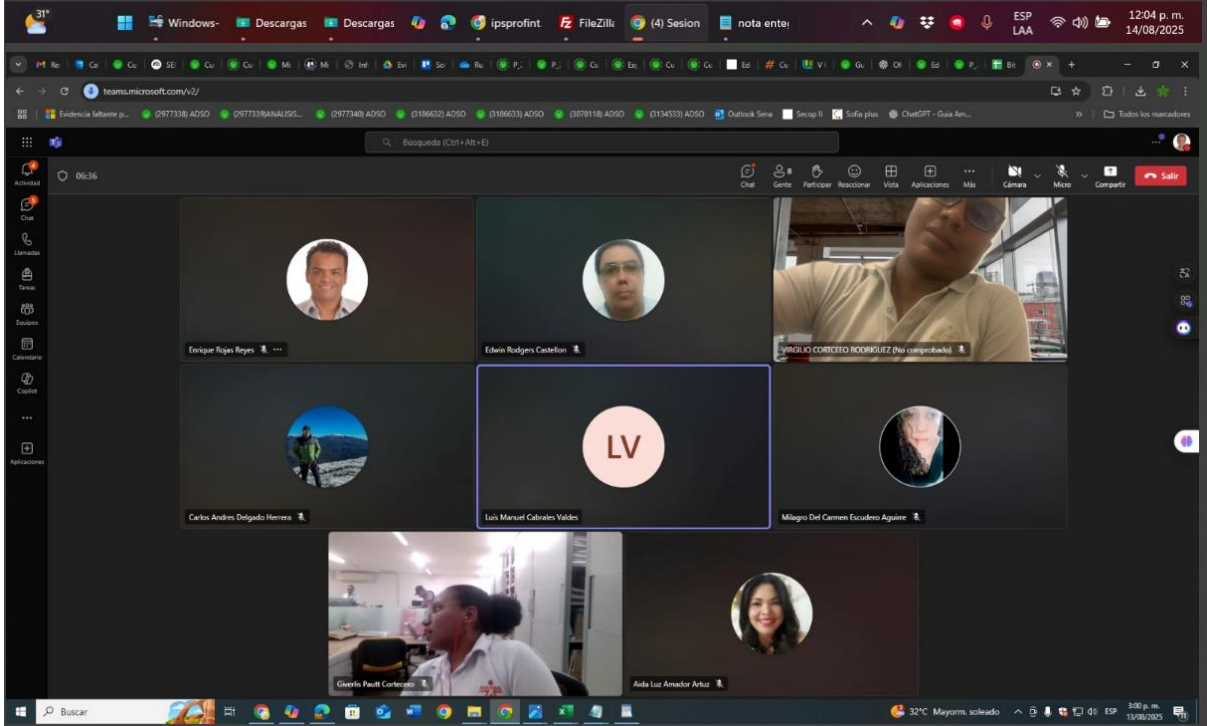 31°
Windows-
Descargas
Descargas
ipsprofint
FileZilla
(4) Sesion
nota ente
ESP
LAA
12:04 p. m.
14/08/2025
teams.microsoft.com/v2/
Evidencia faltante p...
(2977338) ADSO
(2977339)ANALISIS...
(2977340) ADSO
(3186632) ADSO
(3186633) ADSO
(3070118) ADSO
(3134533) ADSO
Outlook Sena
Secop II
Sofia plus
ChatGPT - Guia Am...
Todos los marcadores
Búsqueda (Ctrl+Alt+E)
06:36
Chat
Gente
8
Participar
Reaccionar
Vista
Aplicaciones
Más
Cámara
Micro
Compartir
Salir
Actividad
Chat
Llamadas
Tareas
Equipos
Calendario
Copilot
Aplicaciones
Enrique Rojas Reyes
Edwin Rodgers Castellon
VIRGILIO CORTCEEO RODRIGUEZ (No comprobado)
LV
Carlos Andres Delgado Herrera
Luis Manuel Cabrales Valdes
Milagro Del Carmen Escudero Aguirre
Giverlis Pautt Cortecero
Aida Luz Amador Artuz
Buscar
32°C Mayorm. soleado
ESP
3:00 p. m.
13/08/2025